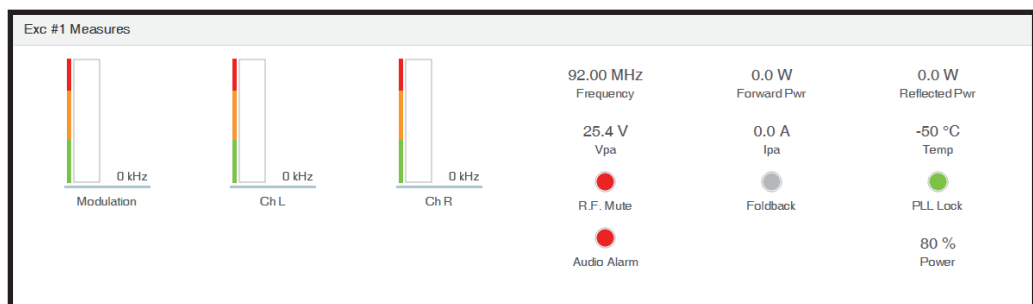 Exc #1 Measures
0 kHz
Modulation
0 kHz
Ch L
0 kHz
Ch R
92.00 MHz
Frequency
0.0 W
Forward Pwr
0.0 W
Reflected Pwr
25.4 V
Vpa
0.0 A
Ipa
-50 °C
Temp
R.F. Mute
Foldback
PLL Lock
Audio Alarm
80 %
Power